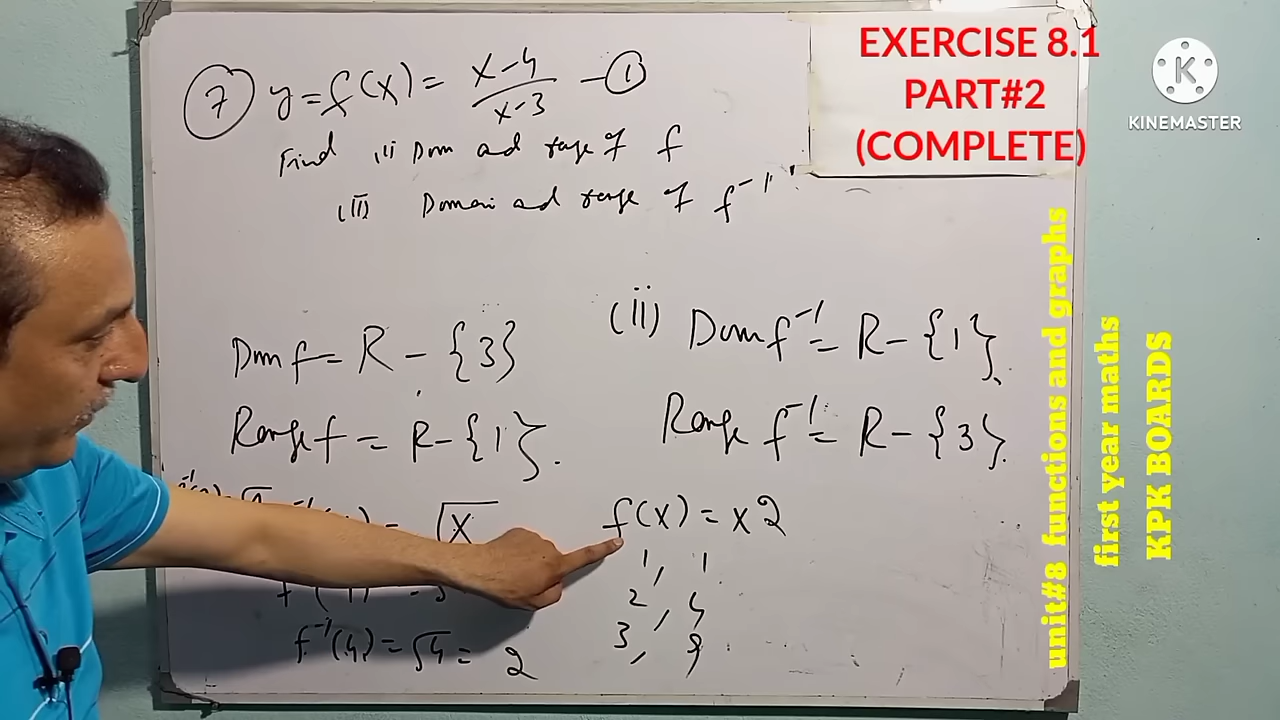 ⑦ y=f(x)= x-4/x-3 —①
Find (i) Dom and range of f
(ii) Domain and range of f⁻¹
Dom f = R - {3}
Range f = R-{1}.
(ii) Dom f⁻¹ = R-{1}.
Range f⁻¹ = R-{3}.
√x
f⁻¹(4)=√4= 2
f(x) = x2
1, 1
2, 4
3, 9
EXERCISE 8.1
PART#2
(COMPLETE)
KINEMASTER
unit#8 functions and graphs
first year maths
KPK BOARDS